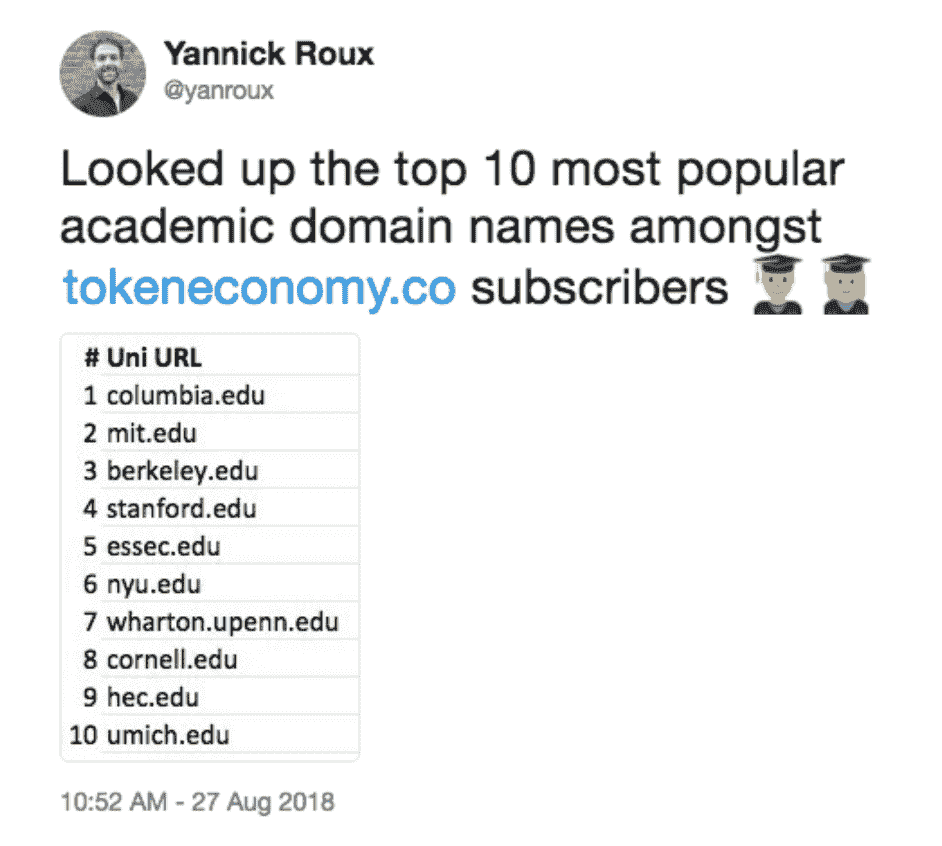 Yannick Roux
@yanroux
Looked up the top 10 most popular
academic domain names amongst
tokeneconomy.co subscribers 👨‍🎓 👩‍🎓
# Uni URL
1 columbia.edu
2 mit.edu
3 berkeley.edu
4 stanford.edu
5 essec.edu
6 nyu.edu
7 wharton.upenn.edu
8 cornell.edu
9 hec.edu
10 umich.edu
10:52 AM - 27 Aug 2018